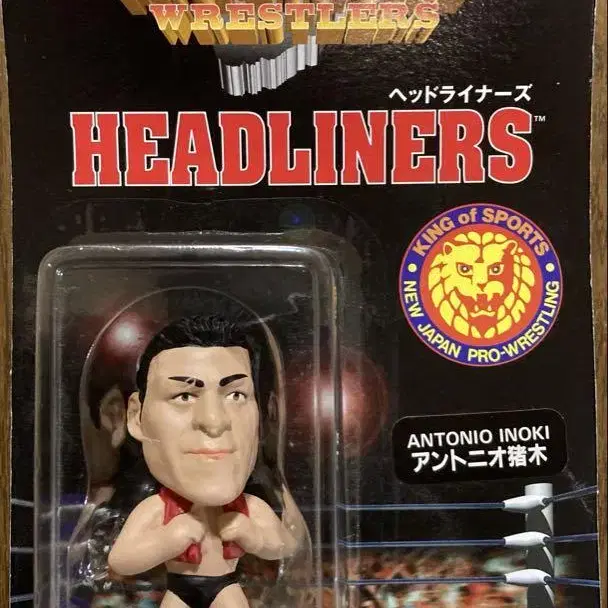 WRESTLERS
ヘッドライナーズ
HEADLINERS™
KING of SPORTS
• NEW JAPAN PRO-WRESTLING •
ANTONIO INOKI
アントニオ猪木